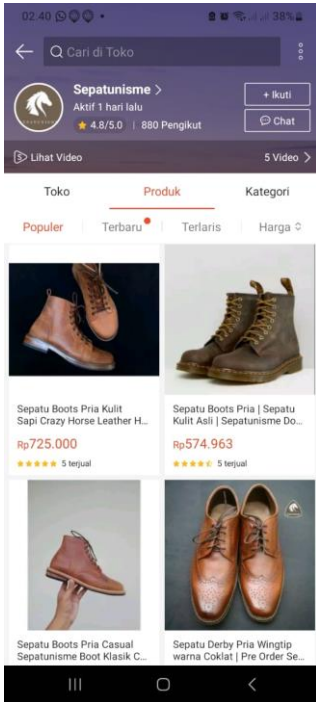 02.40
38%
Cari di Toko
Sepatunisme >
Aktif 1 hari lalu
4.8/5.0 | 880 Pengikut
+ Ikuti
Chat
Lihat Video
5 Video >
Toko
Produk
Kategori
Populer
Terbaru
Terlaris
Harga
Sepatu Boots Pria Kulit
Sapi Crazy Horse Leather H...
Rp725.000
5 terjual
Sepatu Boots Pria | Sepatu
Kulit Asli | Sepatunisme Do...
Rp574.963
5 terjual
Sepatu Boots Pria Casual
Sepatunisme Boot Klasik C...
Sepatu Derby Pria Wingtip
warna Coklat | Pre Order Se...